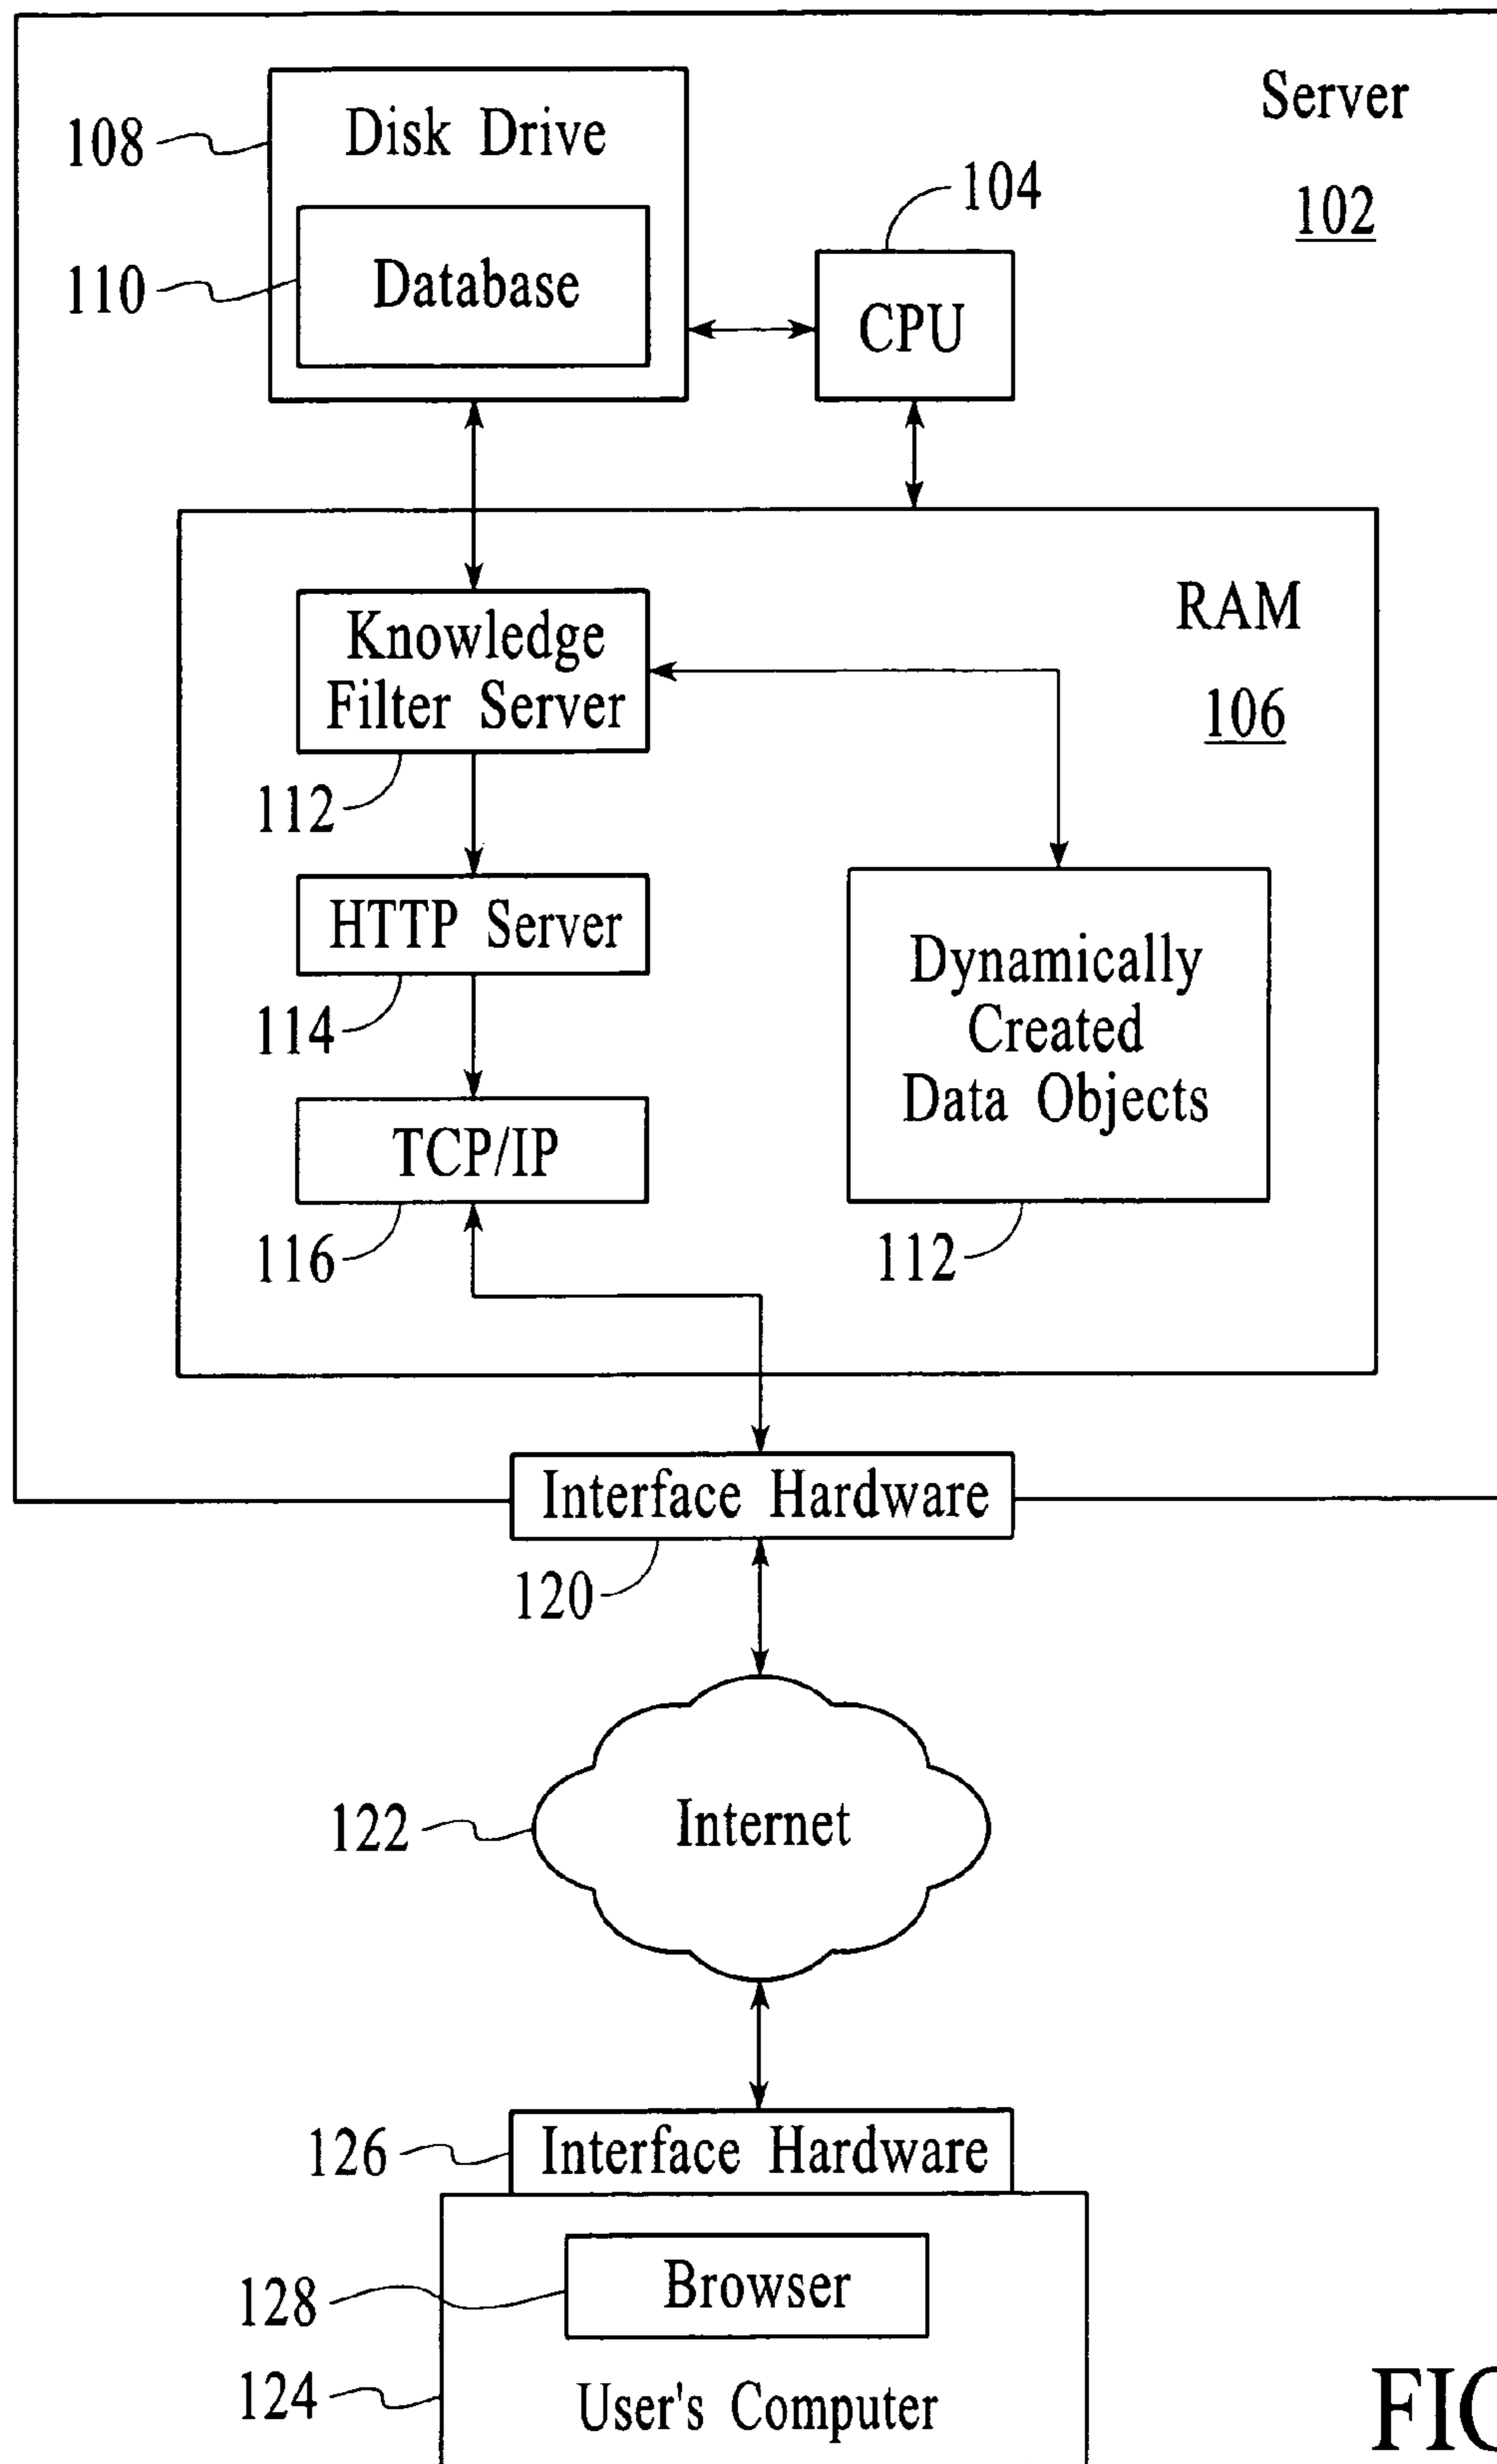 Server
102
108
Disk Drive
104
110
Database
CPU
RAM
106
Knowledge
Filter Server
112
HTTP Server
114
Dynamically
Created
Data Objects
TCP/IP
116
112
Interface Hardware
120
122
Internet
126
Interface Hardware
128
Browser
124
User's Computer